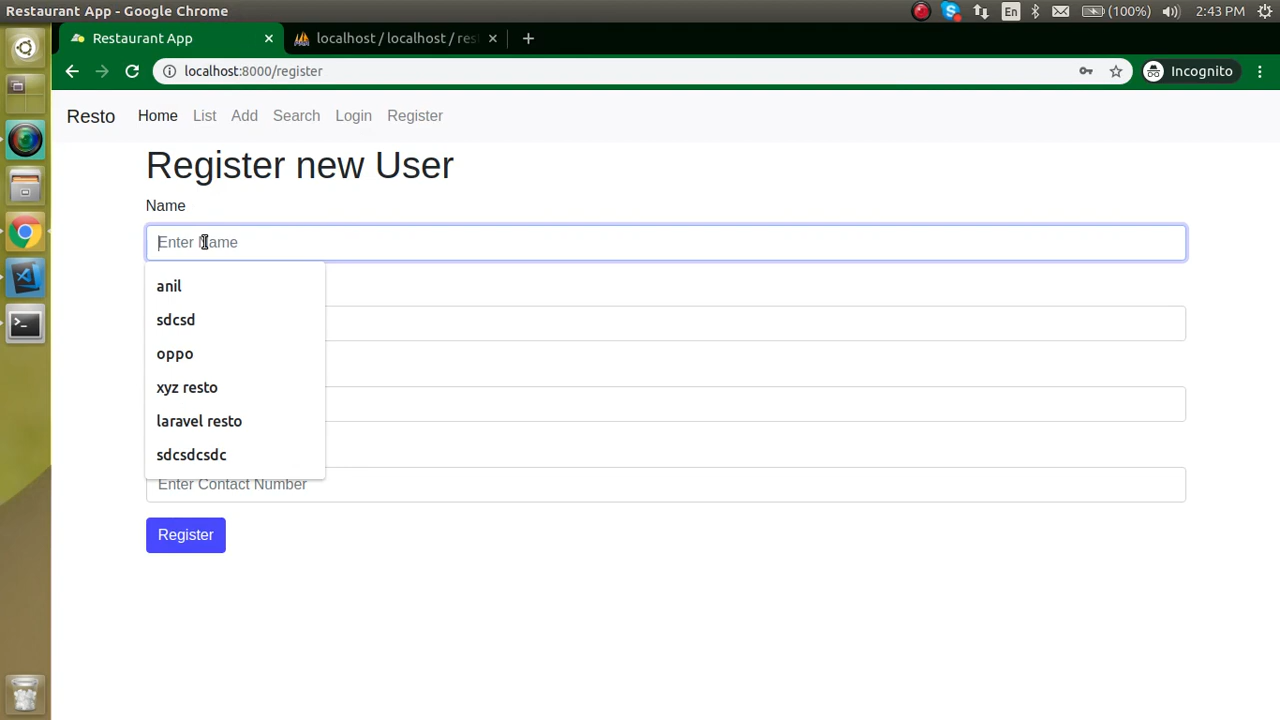 Restaurant App - Google Chrome
En
(100%)
2:43 PM
Restaurant App
localhost / localhost / res
localhost:8000/register
Incognito
Resto
Home
List
Add
Search
Login
Register
Register new User
Name
Enter Name
anil
sdcsd
oppo
xyz resto
laravel resto
sdcsdcsdc
Enter Contact Number
Register